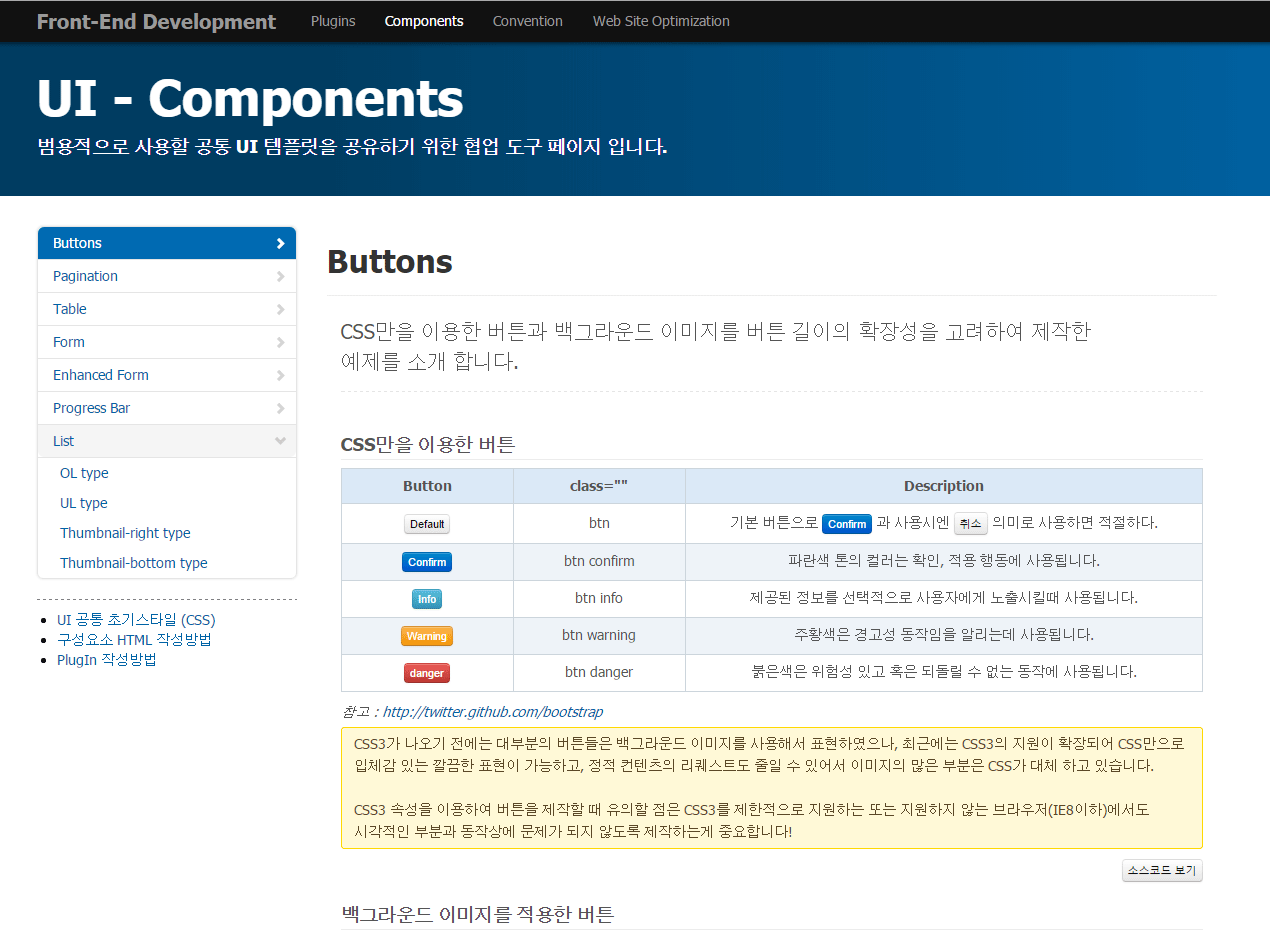 Front-End Development Plugins Components Convention Web Site Optimization
UI - Components
범용적으로 사용할 공통 UI 템플릿을 공유하기 위한 협업 도구 페이지 입니다.
Buttons
Pagination
Table
Form
Enhanced Form
Progress Bar
List
OL type
UL type
Thumbnail-right type
Thumbnail-bottom type
UI 공통 초기스타일 (CSS)
구성요소 HTML 작성방법
PlugIn 작성방법
Buttons
CSS만을 이용한 버튼과 백그라운드 이미지를 버튼 길이의 확장성을 고려하여 제작한
예제를 소개 합니다.
CSS만을 이용한 버튼
Button class="" Description
Default btn 기본 버튼으로 Confirm 과 사용시엔 취소 의미로 사용하면 적절하다.
Confirm btn confirm 파란색 톤의 컬러는 확인, 적용 행동에 사용됩니다.
Info btn info 제공된 정보를 선택적으로 사용자에게 노출시킬때 사용됩니다.
Warning btn warning 주황색은 경고성 동작임을 알리는데 사용됩니다.
danger btn danger 붉은색은 위험성 있고 혹은 되돌릴 수 없는 동작에 사용됩니다.
참고 : http://twitter.github.com/bootstrap
CSS3가 나오기 전에는 대부분의 버튼들은 백그라운드 이미지를 사용해서 표현하였으나, 최근에는 CSS3의 지원이 확장되어 CSS만으로
입체감 있는 깔끔한 표현이 가능하고, 정적 컨텐츠의 리퀘스트도 줄일 수 있어서 이미지의 많은 부분은 CSS가 대체 하고 있습니다.
CSS3 속성을 이용하여 버튼을 제작할 때 유의할 점은 CSS3를 제한적으로 지원하는 또는 지원하지 않는 브라우저(IE8이하)에서도
시각적인 부분과 동작상에 문제가 되지 않도록 제작하는게 중요합니다!
소스코드 보기
백그라운드 이미지를 적용한 버튼